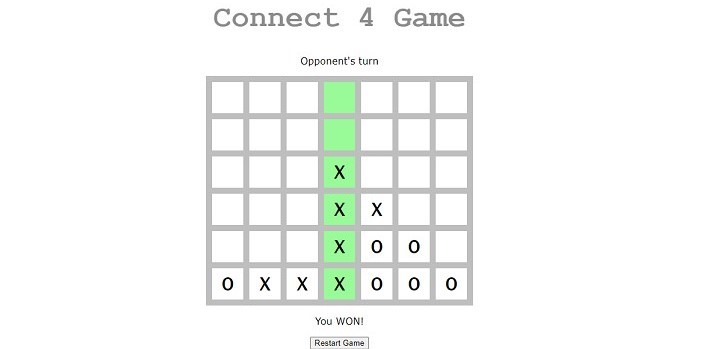 Connect 4 Game
Opponent's turn
X
X X
X O O
O X X X O O O
You WON!
Restart Game